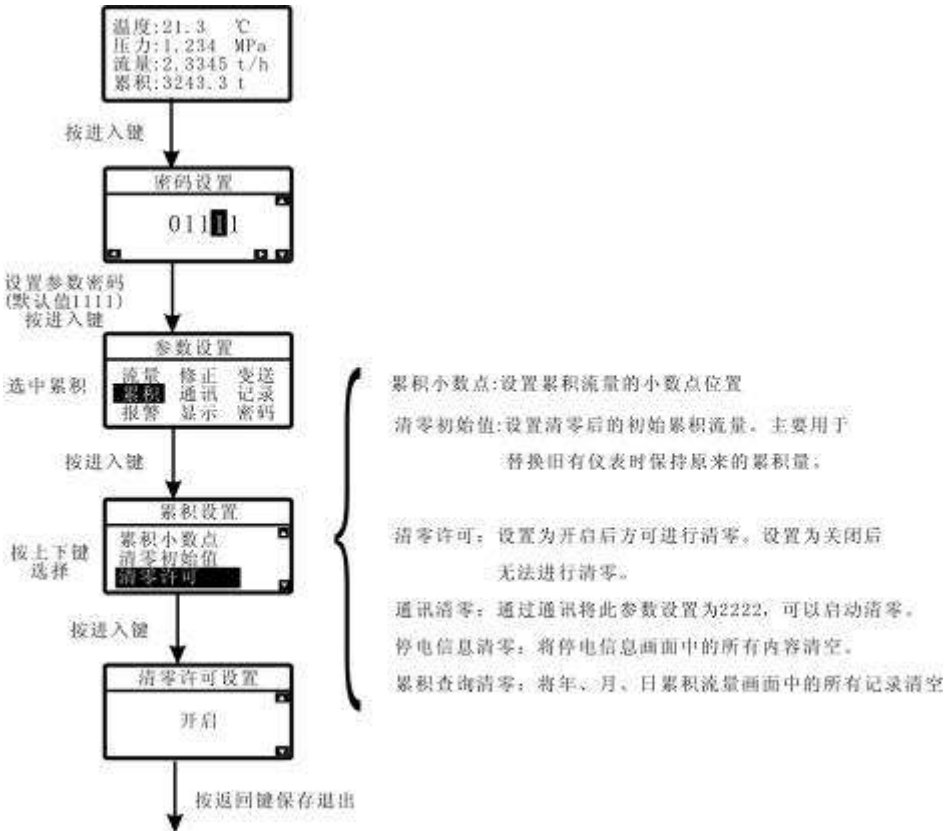 温度:21.3 ℃
压力:1.234 MPa
流量:2.3345 t/h
累积:3243.3 t
按进入键
密码设置
01111
设置参数密码
(默认值1111)
按进入键
参数设置
选中累积
流量 修正 变送
累积 通讯 记录
报警 显示 密码
按进入键
累积设置
按上下键
选择
累积小数点
清零初始值
清零许可
按进入键
清零许可设置
开启
按返回键保存退出
累积小数点:设置累积流量的小数点位置
清零初始值:设置清零后的初始累积流量。主要用于
替换旧有仪表时保持原来的累积量。
清零许可:设置为开启后方可进行清零。设置为关闭后
无法进行清零。
通讯清零:通过通讯将此参数设置为2222,可以启动清零。
停电信息清零:将停电信息画面中的所有内容清空。
累积查询清零:将年、月、日累积流量画面中的所有记录清空